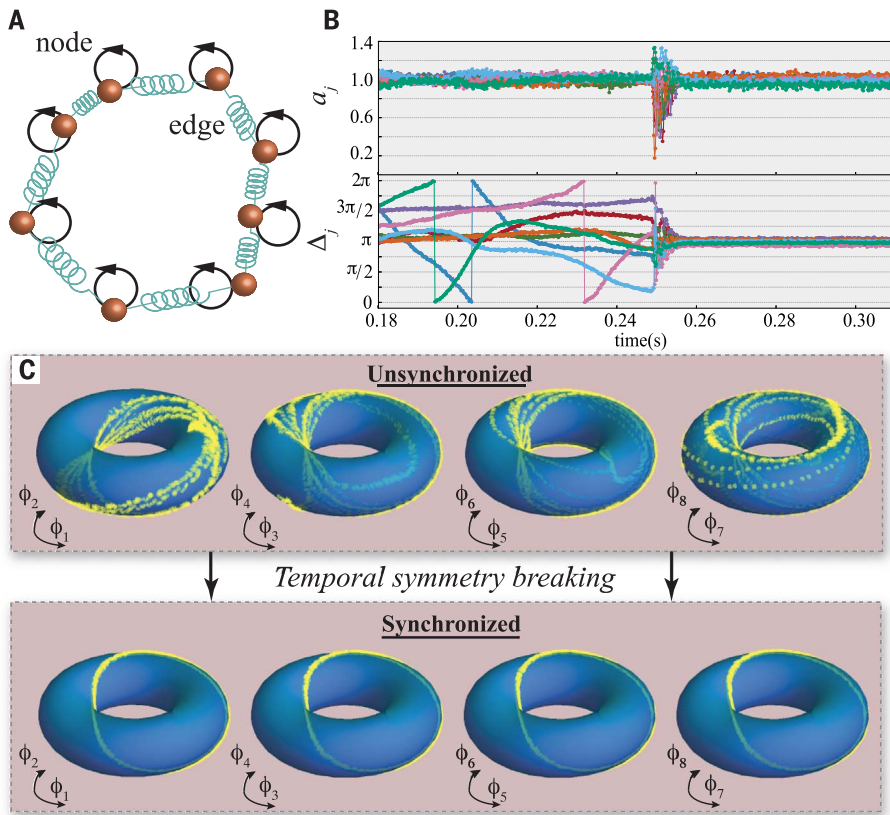 A
node
edge
B
1.4
1.0
0.6
0.2
a_j
2π
3π/2
π
π/2
0
Δ_j
0.18 0.20 0.22 0.24 0.26 0.28 0.30
time(s)
C
Unsynchronized
ϕ2 ϕ1
ϕ4 ϕ3
ϕ6 ϕ5
ϕ8 ϕ7
Temporal symmetry breaking
Synchronized
ϕ2 ϕ1
ϕ4 ϕ3
ϕ6 ϕ5
ϕ8 ϕ7